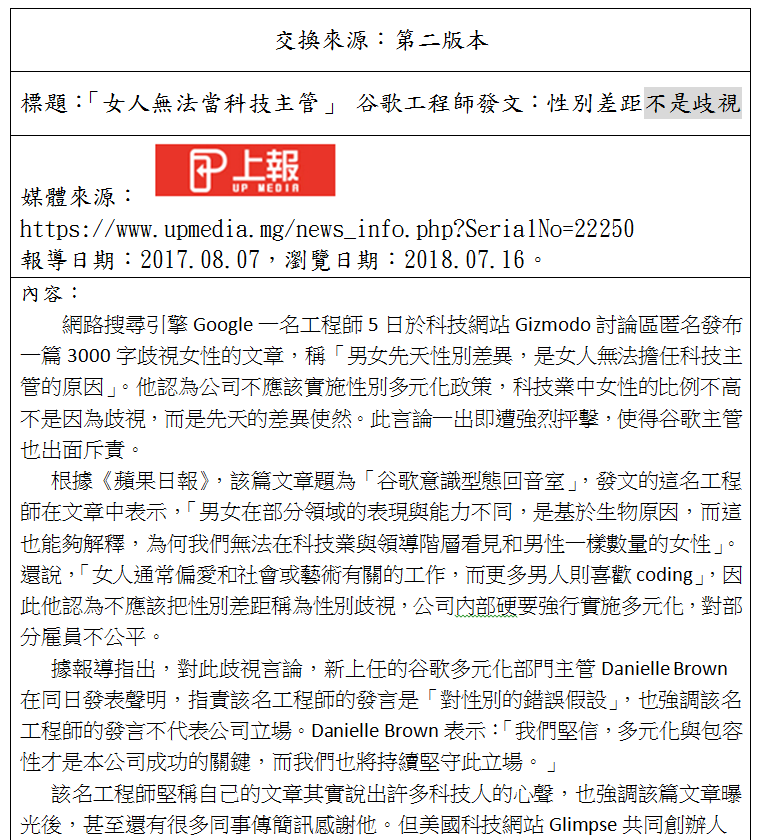 交換來源：第二版本
標題：「女人無法當科技主管」 谷歌工程師發文：性別差距不是歧視
上報
UP MEDIA
媒體來源：
https://www.upmedia.mg/news_info.php?SerialNo=22250
報導日期：2017.08.07，瀏覽日期：2018.07.16。
內容：
網路搜尋引擎 Google 一名工程師 5 日於科技網站 Gizmodo 討論區匿名發布
一篇 3000 字歧視女性的文章，稱「男女先天性別差異，是女人無法擔任科技主
管的原因」。他認為公司不應該實施性別多元化政策，科技業中女性的比例不高
不是因為歧視，而是先天的差異使然。此言論一出即遭強烈抨擊，使得谷歌主管
也出面斥責。
根據《蘋果日報》，該篇文章題為「谷歌意識型態回音室」，發文的這名工程
師在文章中表示，「男女在部分領域的表現與能力不同，是基於生物原因，而這
也能夠解釋，為何我們無法在科技業與領導階層看見和男性一樣數量的女性」。
還說，「女人通常偏愛和社會或藝術有關的工作，而更多男人則喜歡 coding」，因
此他認為不應該把性別差距稱為性別歧視，公司內部硬要強行實施多元化，對部
分雇員不公平。
據報導指出，對此歧視言論，新上任的谷歌多元化部門主管 Danielle Brown
在同日發表聲明，指責該名工程師的發言是「對性別的錯誤假設」，也強調該名
工程師的發言不代表公司立場。Danielle Brown 表示：「我們堅信，多元化與包容
性才是本公司成功的關鍵，而我們也將持續堅守此立場。」
該名工程師堅稱自己的文章其實說出許多科技人的心聲，也強調該篇文章曝
光後，甚至還有很多同事傳簡訊感謝他。但美國科技網站 Glimpse 共同創辦人